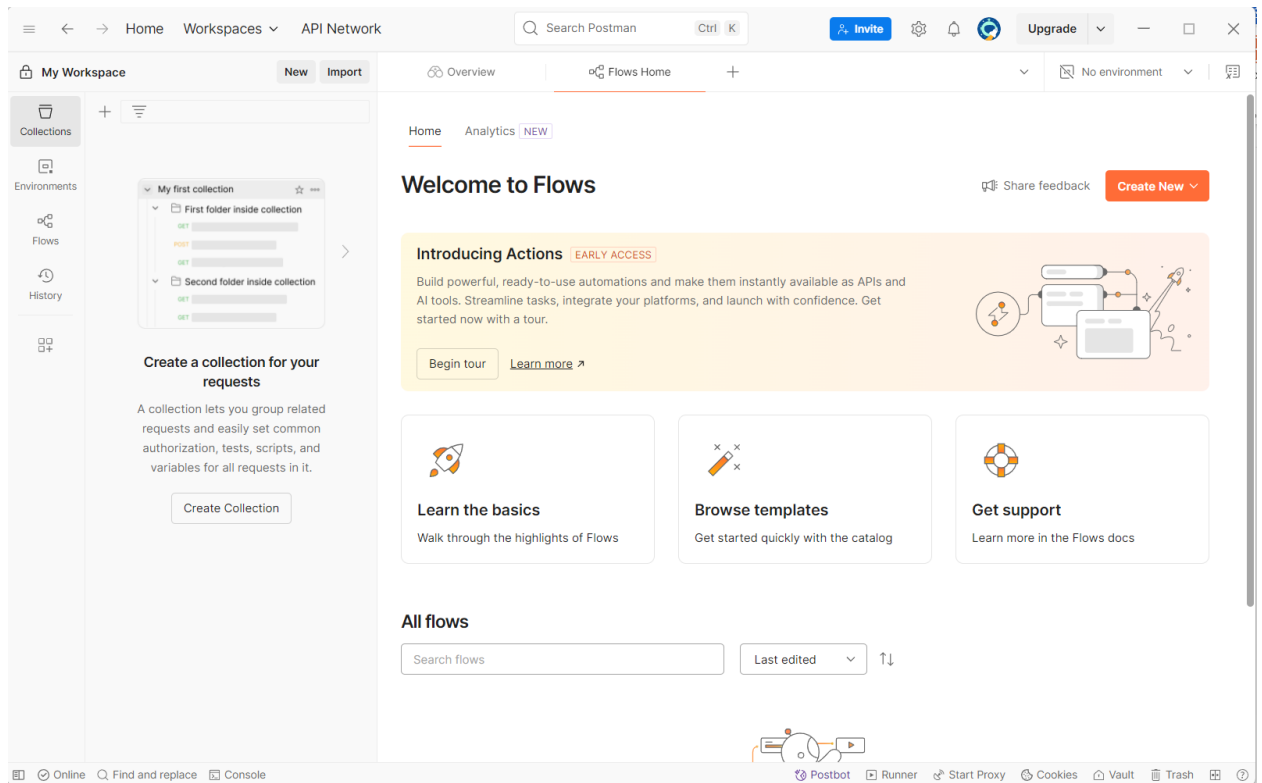 Home Workspaces API Network Search Postman Ctrl K Invite Upgrade
My Workspace New Import Overview Flows Home No environment
Collections
Environments
Flows
History
My first collection
First folder inside collection
GET
POST
GET
Second folder inside collection
GET
GET
Create a collection for your
requests
A collection lets you group related
requests and easily set common
authorization, tests, scripts, and
variables for all requests in it.
Create Collection
Home Analytics NEW
Welcome to Flows Share feedback Create New
Introducing Actions EARLY ACCESS
Build powerful, ready-to-use automations and make them instantly available as APIs and
AI tools. Streamline tasks, integrate your platforms, and launch with confidence. Get
started now with a tour.
Begin tour Learn more
Learn the basics
Walk through the highlights of Flows
Browse templates
Get started quickly with the catalog
Get support
Learn more in the Flows docs
All flows
Search flows Last edited
Online Find and replace Console Postbot Runner Start Proxy Cookies Vault Trash